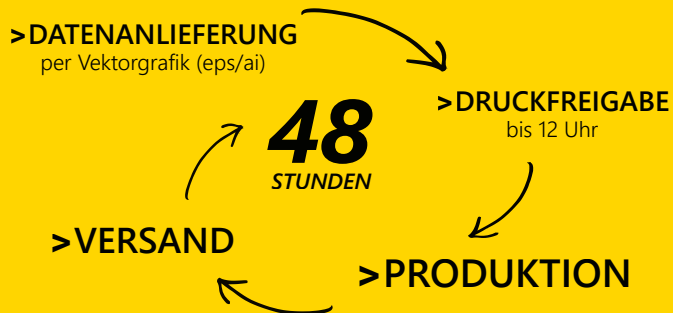 >DATENANLIEFERUNG
per Vektorgrafik (eps/ai)
>DRUCKFREIGABE
bis 12 Uhr
48
STUNDEN
>VERSAND
>PRODUKTION